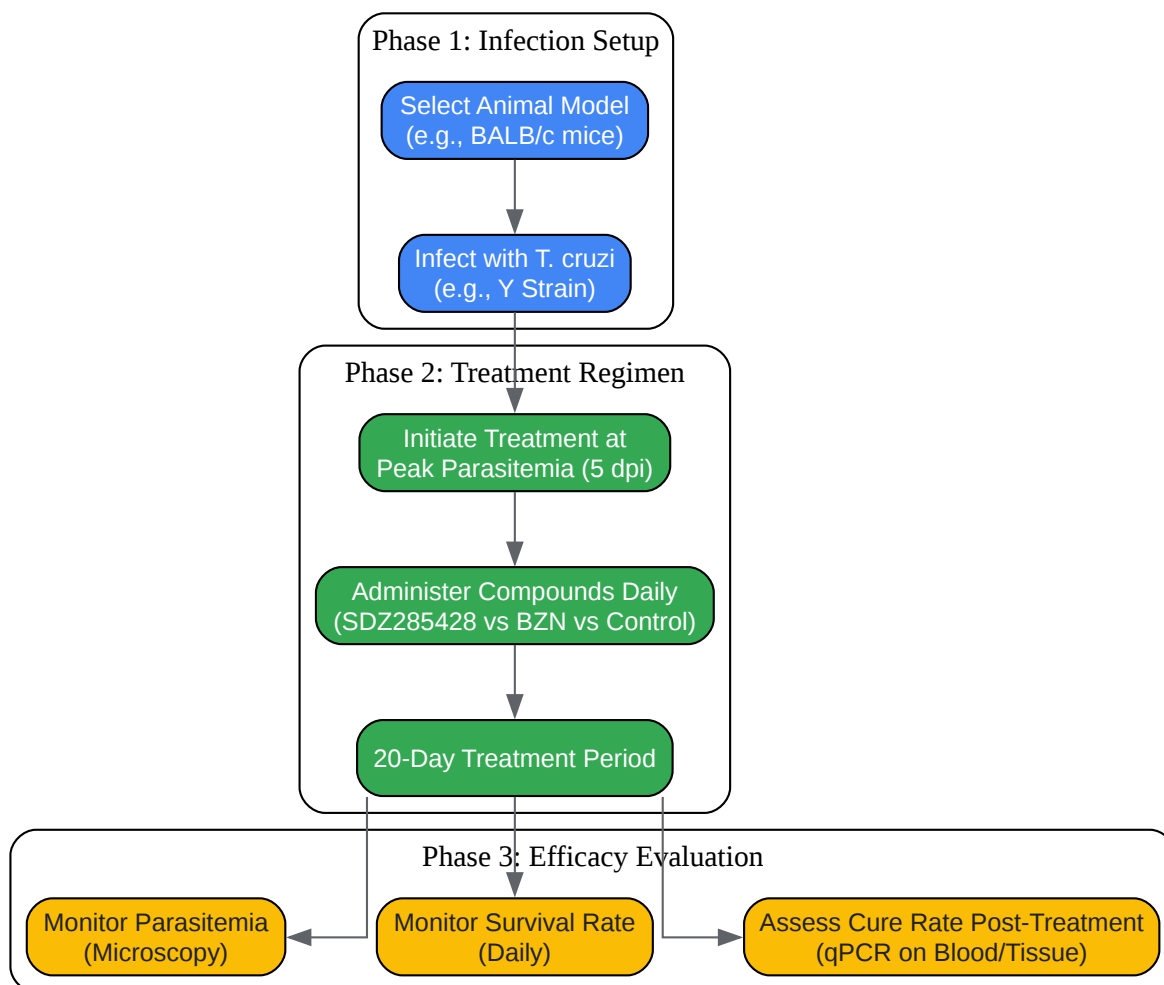 Phase 1: Infection Setup
Select Animal Model
(e.g., BALB/c mice)
Infect with T. cruzi
(e.g., Y Strain)
Phase 2: Treatment Regimen
Initiate Treatment at
Peak Parasitemia (5 dpi)
Administer Compounds Daily
(SDZ285428 vs BZN vs Control)
20-Day Treatment Period
Phase 3: Efficacy Evaluation
Monitor Parasitemia
(Microscopy)
Monitor Survival Rate
(Daily)
Assess Cure Rate Post-Treatment
(qPCR on Blood/Tissue)